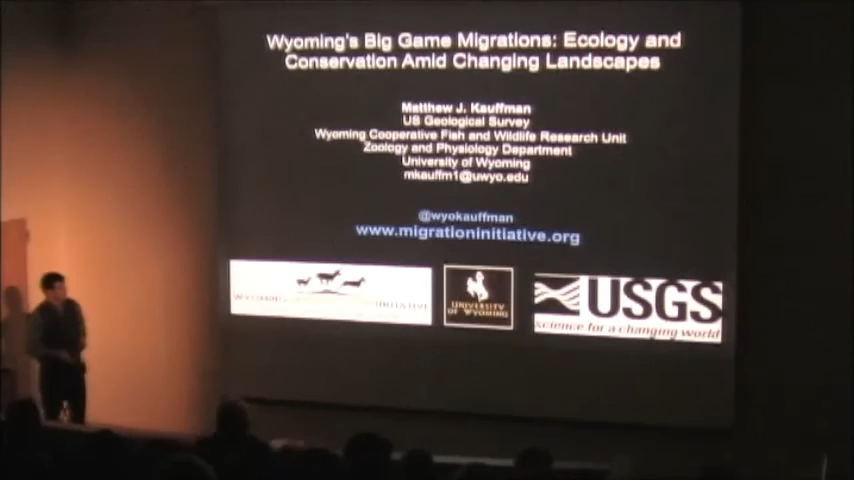 Wyoming's Big Game Migrations: Ecology and
Conservation Amid Changing Landscapes
Matthew J. Kauffman
US Geological Survey
Wyoming Cooperative Fish and Wildlife Research Unit
Zoology and Physiology Department
University of Wyoming
mkauffm1@uwyo.edu
@wyokauffman
www.migrationinitiative.org
WYOMING INITIATIVE
UNIVERSITY
OF WYOMING
USGS
science for a changing world